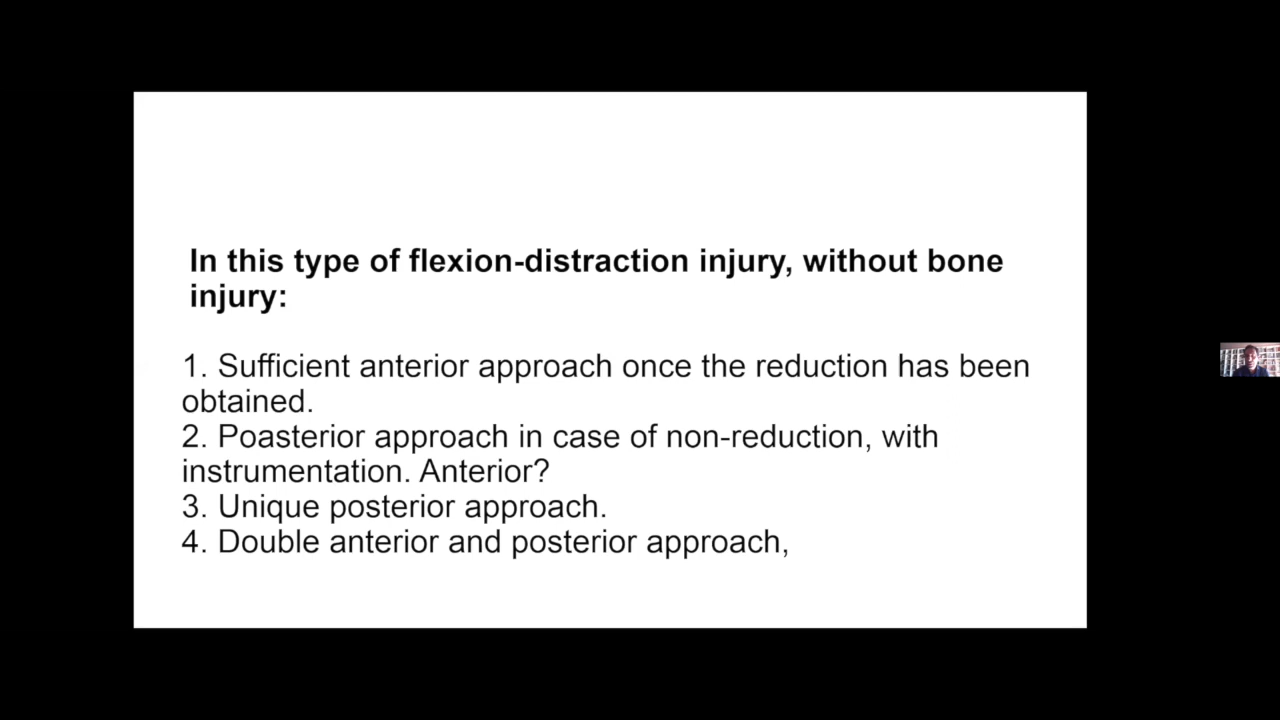 In this type of flexion-distraction injury, without bone
injury:
1. Sufficient anterior approach once the reduction has been
obtained.
2. Poasterior approach in case of non-reduction, with
instrumentation. Anterior?
3. Unique posterior approach.
4. Double anterior and posterior approach,